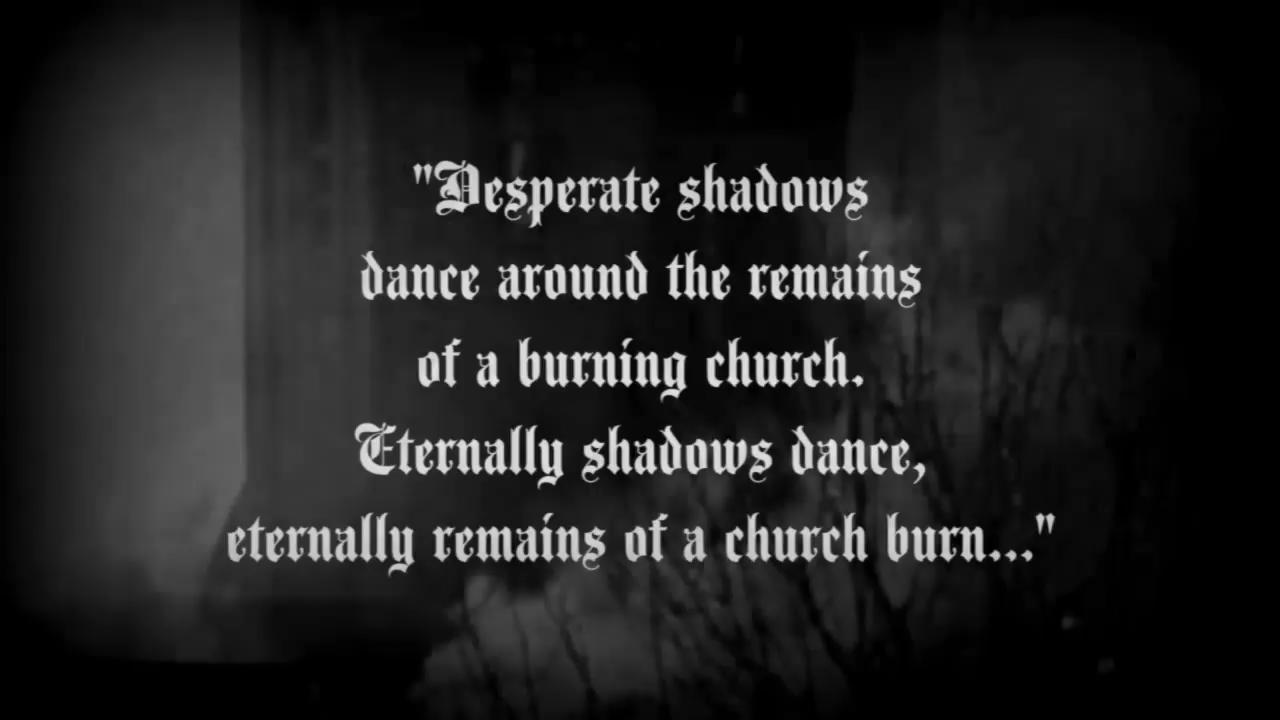 "Desperate shadows
dance around the remains
of a burning church.
Eternally shadows dance,
eternally remains of a church burn..."